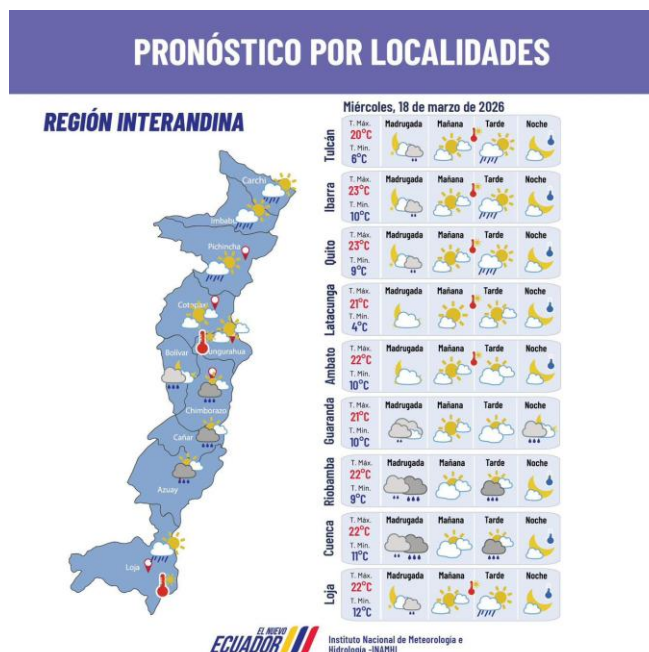 PRONÓSTICO POR LOCALIDADES
REGIÓN INTERANDINA
Carchi
Imbabu
Pichincha
Cotopaxi
Bolívar
ungurahua
Chimborazo
Cañar
Azuay
Loja
Miércoles, 18 de marzo de 2026
Tulcán
T. Máx. Madrugada Mañana Tarde Noche
20°C
T. Mín.
6°C
Ibarra
T. Máx. Madrugada Mañana Tarde Noche
23°C
T. Mín.
10°C
Quito
T. Máx. Madrugada Mañana Tarde Noche
23°C
T. Mín.
9°C
Latacunga
T. Máx. Madrugada Mañana Tarde Noche
21°C
T. Mín.
4°C
Ambato
T. Máx. Madrugada Mañana Tarde Noche
22°C
T. Mín.
10°C
Guaranda
T. Máx. Madrugada Mañana Tarde Noche
21°C
T. Mín.
10°C
Riobamba
T. Máx. Madrugada Mañana Tarde Noche
22°C
T. Mín.
9°C
Cuenca
T. Máx. Madrugada Mañana Tarde Noche
22°C
T. Mín.
11°C
Loja
T. Máx. Madrugada Mañana Tarde Noche
22°C
T. Mín.
12°C
EL NUEVO
ECUADOR
Instituto Nacional de Meteorología e
Hidrología -INAMHI